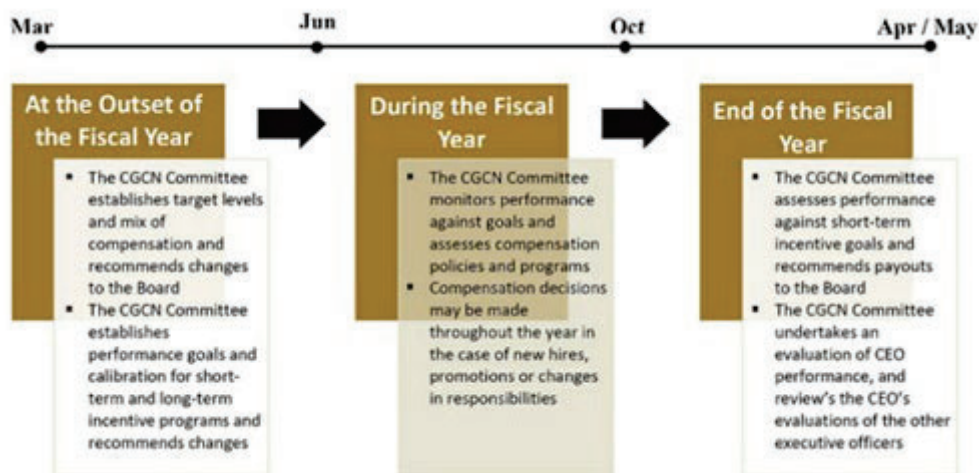 Mar
Jun
Oct
Apr / May
At the Outset of
the Fiscal Year
▪ The CGCN Committee
establishes target levels
and mix of
compensation and
recommends changes
to the Board
▪ The CGCN Committee
establishes
performance goals and
calibration for short-
term and long-term
incentive programs and
recommends changes
During the Fiscal
Year
▪ The CGCN Committee
monitors performance
against goals and
assesses compensation
policies and programs
▪ Compensation decisions
may be made
throughout the year in
the case of new hires,
promotions or changes
in responsibilities
End of the Fiscal
Year
▪ The CGCN Committee
assesses performance
against short-term
incentive goals and
recommends payouts
to the Board
▪ The CGCN Committee
undertakes an
evaluation of CEO
performance, and
review's the CEO's
evaluations of the other
executive officers